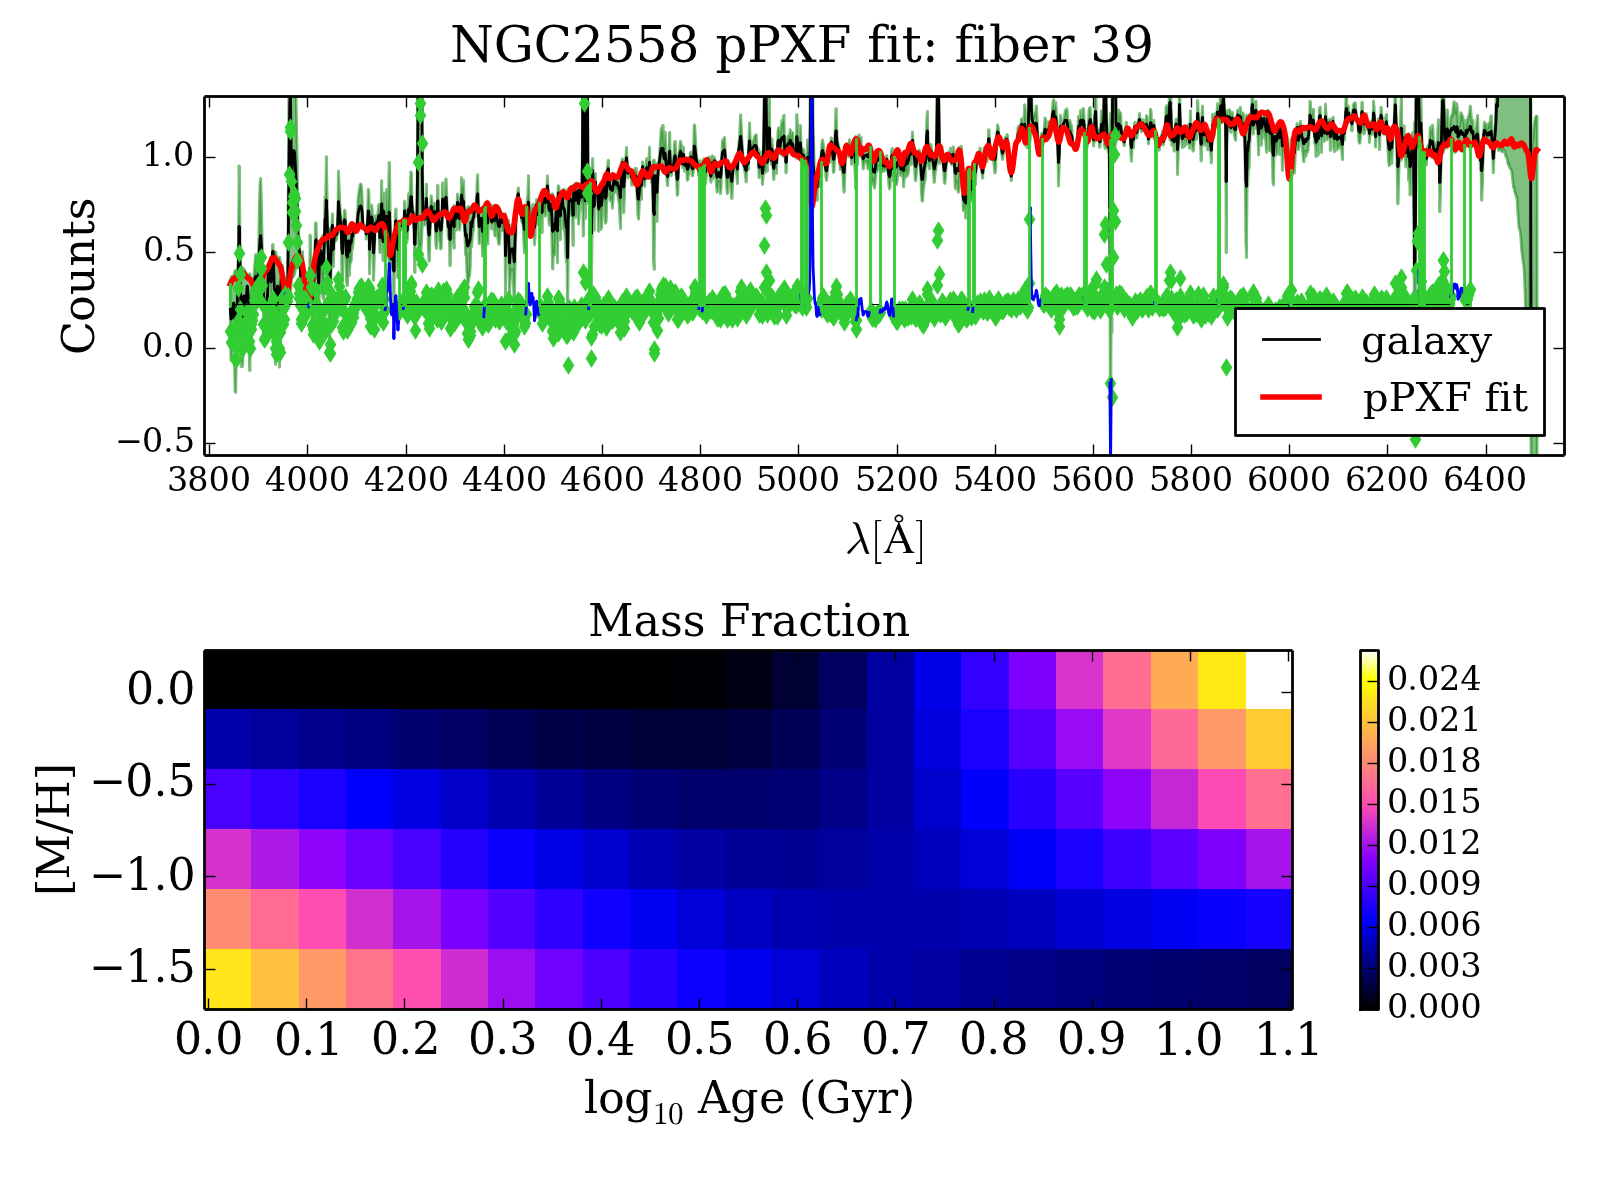 NGC2558 pPXF fit: fiber 39
Counts
1.0
0.5
0.0
−0.5
3800 4000 4200 4400 4600 4800 5000 5200 5400 5600 5800 6000 6200 6400
λ[Å]
galaxy
pPXF fit
Mass Fraction
[M/H]
0.0
−0.5
−1.0
−1.5
0.0 0.1 0.2 0.3 0.4 0.5 0.6 0.7 0.8 0.9 1.0 1.1
log₁₀ Age (Gyr)
0.024
0.021
0.018
0.015
0.012
0.009
0.006
0.003
0.000